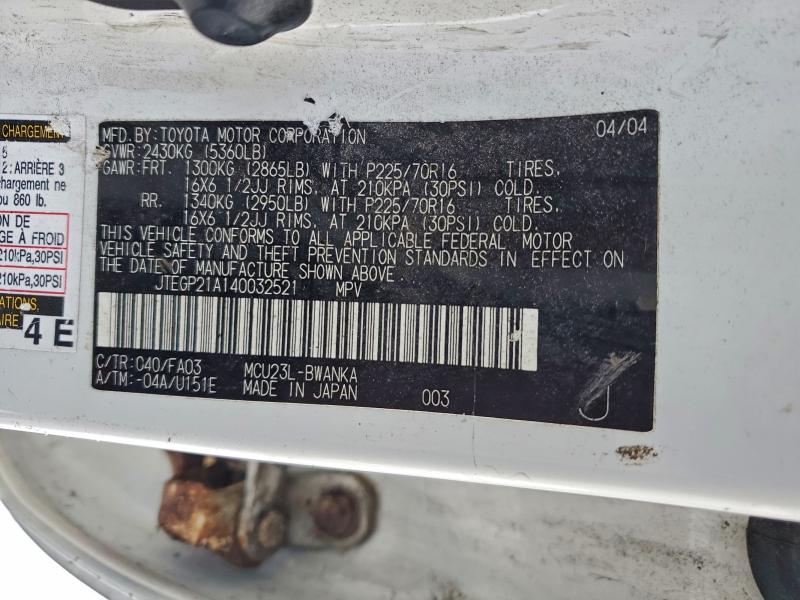 CHARGEMENT
5
2: ARRIÈRE 3
chargement ne
ou 860 lb.
ON DE
GE À FROID
210kPa,30PSI
210kPa,30PSI
ATIONS,
AIRE
4E
MFD.BY:TOYOTA MOTOR CORPORATION 04/04
GVWR:2430KG (5360LB)
GAWR:FRT. 1300KG (2865LB) WITH P225/70R16 TIRES.
16X6 1/2JJ RIMS. AT 210KPA (30PSI) COLD.
RR. 1340KG (2950LB) WITH P225/70R16 TIRES.
16X6 1/2JJ RIMS. AT 210KPA (30PSI) COLD.
THIS VEHICLE CONFORMS TO ALL APPLICABLE FEDERAL MOTOR
VEHICLE SAFETY AND THEFT PREVENTION STANDARDS IN EFFECT ON
THE DATE OF MANUFACTURE SHOWN ABOVE.
JTEGP21A140032521 MPV
C/TR:040/FA03 MCU23L-BWANKA
A/TM:-04A/U151E MADE IN JAPAN 003